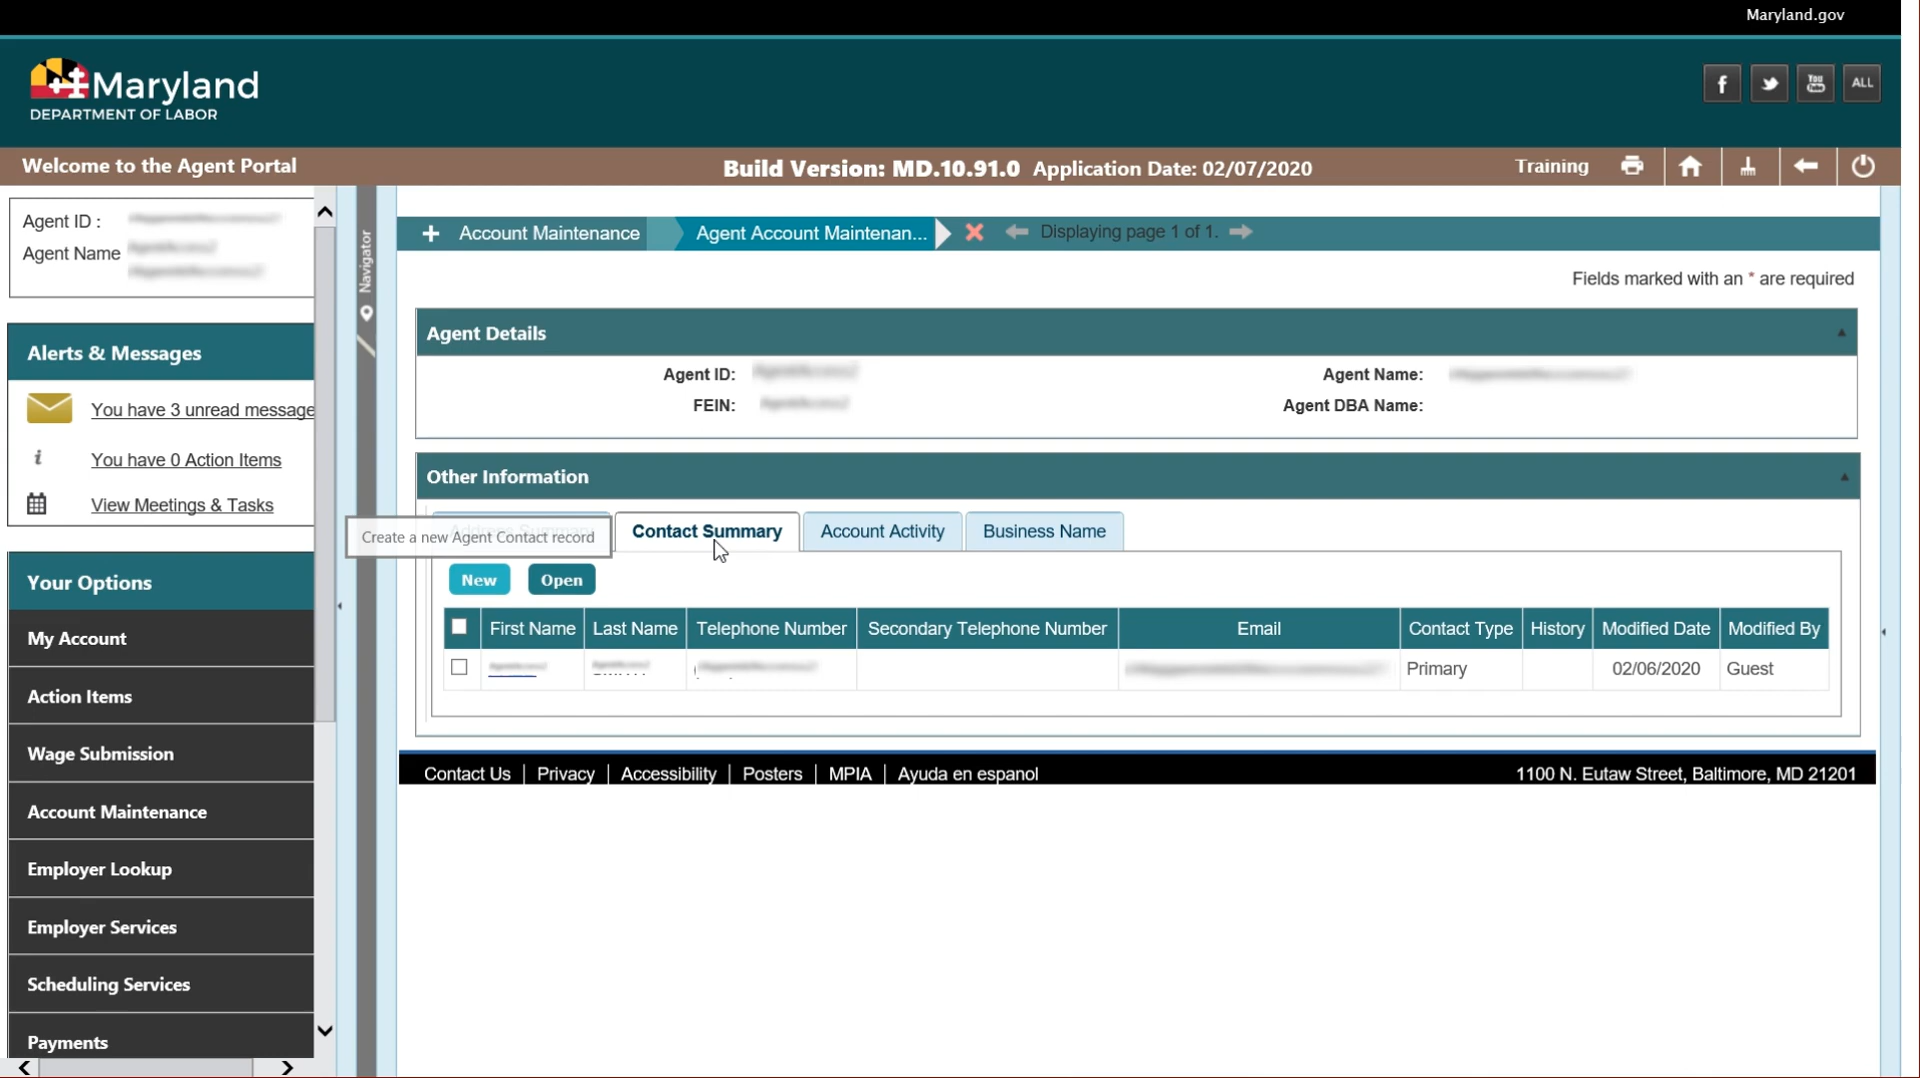 Maryland.gov
Maryland
DEPARTMENT OF LABOR
f You Tube ALL
Welcome to the Agent Portal
Build Version: MD.10.91.0 Application Date: 02/07/2020
Training
Agent ID :
Agent Name
Alerts & Messages
You have 3 unread message
i You have 0 Action Items
View Meetings & Tasks
Your Options
My Account
Action Items
Wage Submission
Account Maintenance
Employer Lookup
Employer Services
Scheduling Services
Payments
Navigator
+ Account Maintenance Agent Account Maintenan... Displaying page 1 of 1.
Fields marked with an * are required
Agent Details
Agent ID: Agent Name:
FEIN: Agent DBA Name:
Other Information
Address Summary Contact Summary Account Activity Business Name
Create a new Agent Contact record
New Open
First Name Last Name Telephone Number Secondary Telephone Number Email Contact Type History Modified Date Modified By
Primary 02/06/2020 Guest
Contact Us | Privacy | Accessibility | Posters | MPIA | Ayuda en espanol
1100 N. Eutaw Street, Baltimore, MD 21201